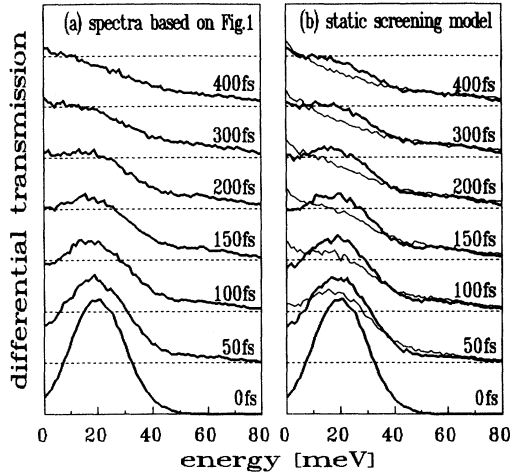 (a) spectra based on Fig.1
400fs
300fs
200fs
150fs
100fs
50fs
0fs
0 20 40 60 80
(b) static screening model
400fs
300fs
200fs
150fs
100fs
50fs
0fs
0 20 40 60 80
differential transmission
energy [meV]